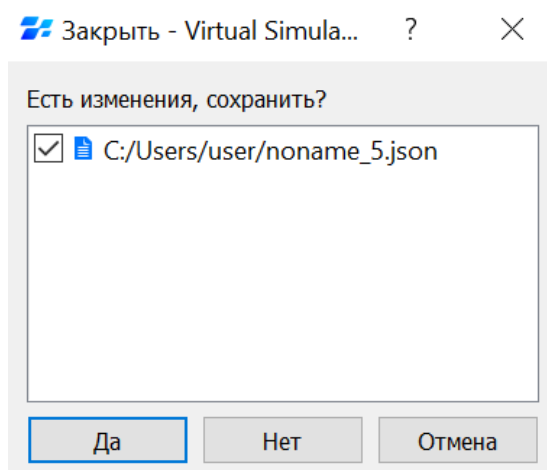 Закрыть - Virtual Simula...
Есть изменения, сохранить?
C:/Users/user/noname_5.json
Да Нет Отмена